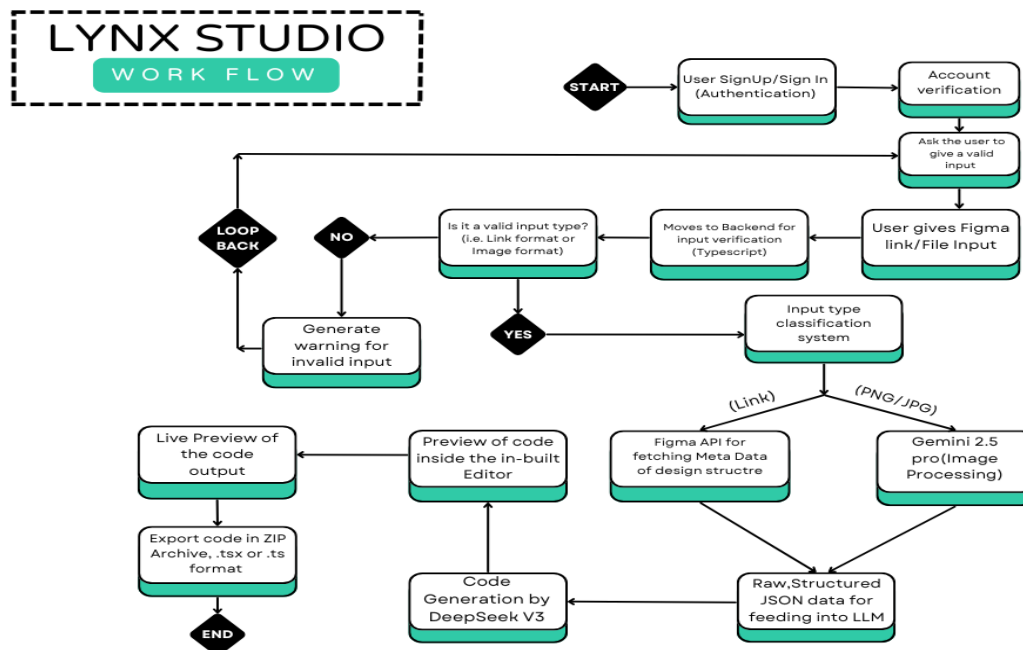 LYNX STUDIO
WORK FLOW
START
User SignUp/Sign In
(Authentication)
Account
verification
Ask the user to
give a valid
input
User gives Figma
link/File Input
Moves to Backend for
input verification
(Typescript)
Is it a valid input type?
(i.e. Link format or
Image format)
NO
LOOP
BACK
Generate
warning for
invalid input
YES
Input type
classification
system
(Link)
(PNG/JPG)
Figma API for
fetching Meta Data
of design structre
Gemini 2.5
pro(Image
Processing)
Raw,Structured
JSON data for
feeding into LLM
Code
Generation by
DeepSeek V3
Preview of code
inside the in-built
Editor
Live Preview of
the code
output
Export code in ZIP
Archive, .tsx or .ts
format
END